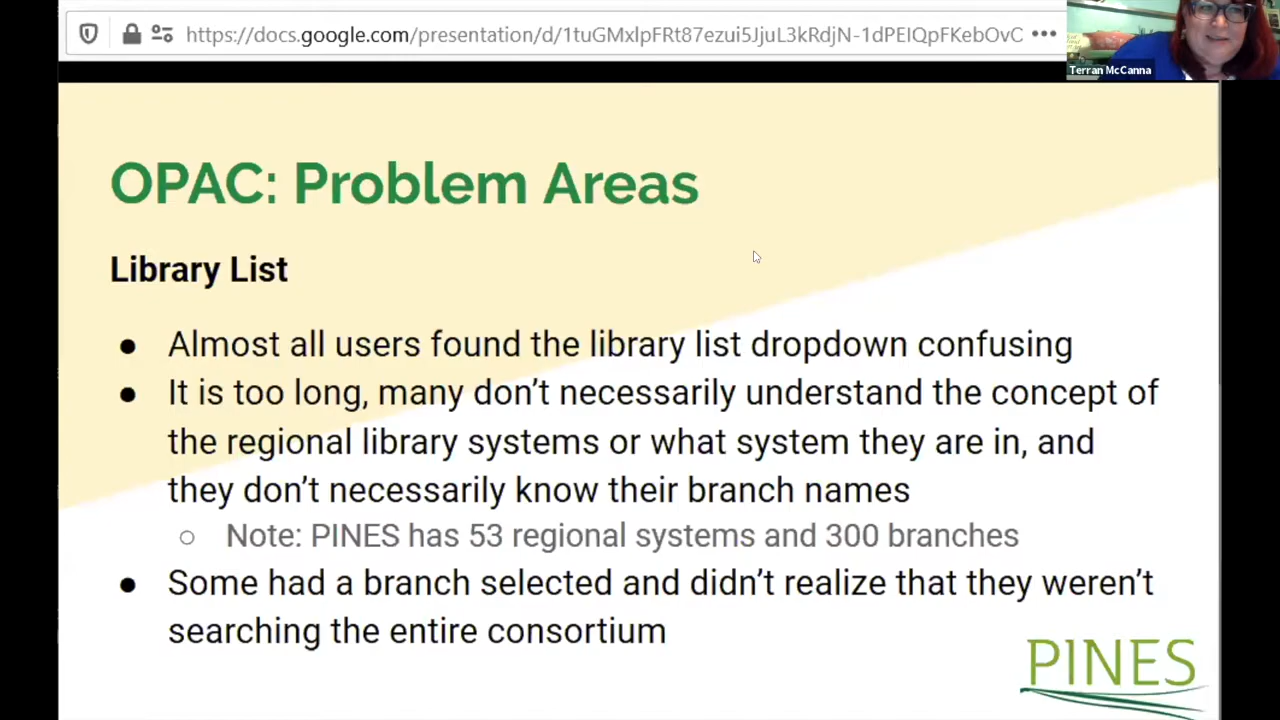 https://docs.google.com/presentation/d/1tuGMxlpFRt87ezui5JjuL3kRdjN-1dPEIQpFKebOvC
Terran McCanna
OPAC: Problem Areas
Library List
● Almost all users found the library list dropdown confusing
● It is too long, many don’t necessarily understand the concept of
the regional library systems or what system they are in, and
they don’t necessarily know their branch names
○ Note: PINES has 53 regional systems and 300 branches
● Some had a branch selected and didn’t realize that they weren’t
searching the entire consortium
PINES